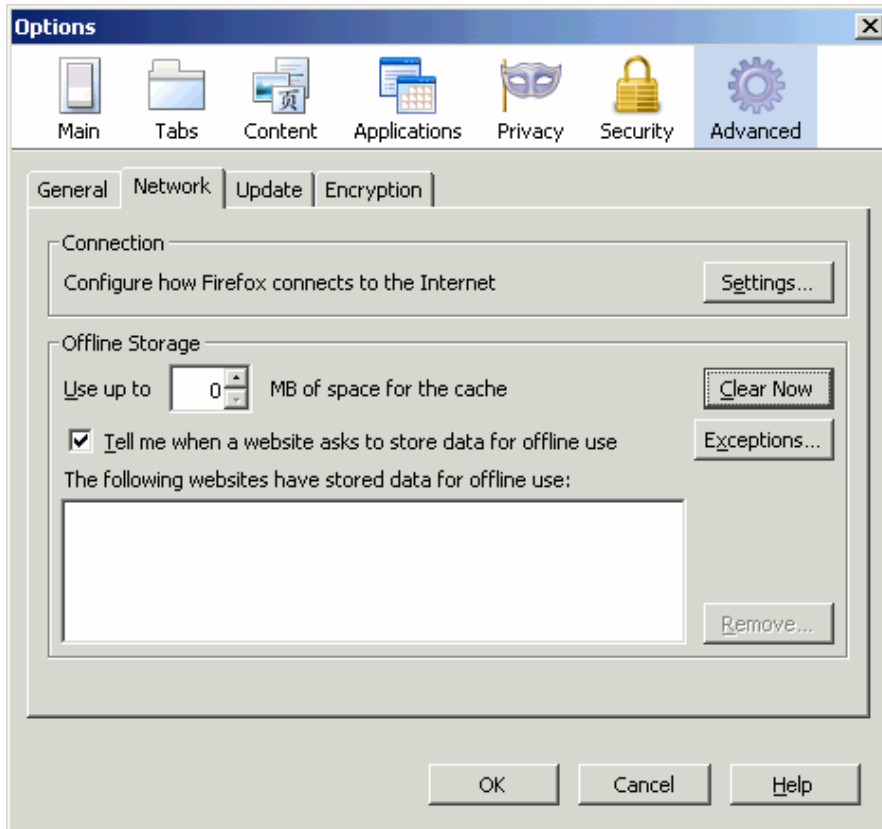 Options
Main Tabs Content Applications Privacy Security Advanced
页
General Network Update Encryption
Connection
Configure how Firefox connects to the Internet Settings...
Offline Storage
Use up to 0 MB of space for the cache Clear Now
Tell me when a website asks to store data for offline use Exceptions...
The following websites have stored data for offline use:
Remove...
OK Cancel Help